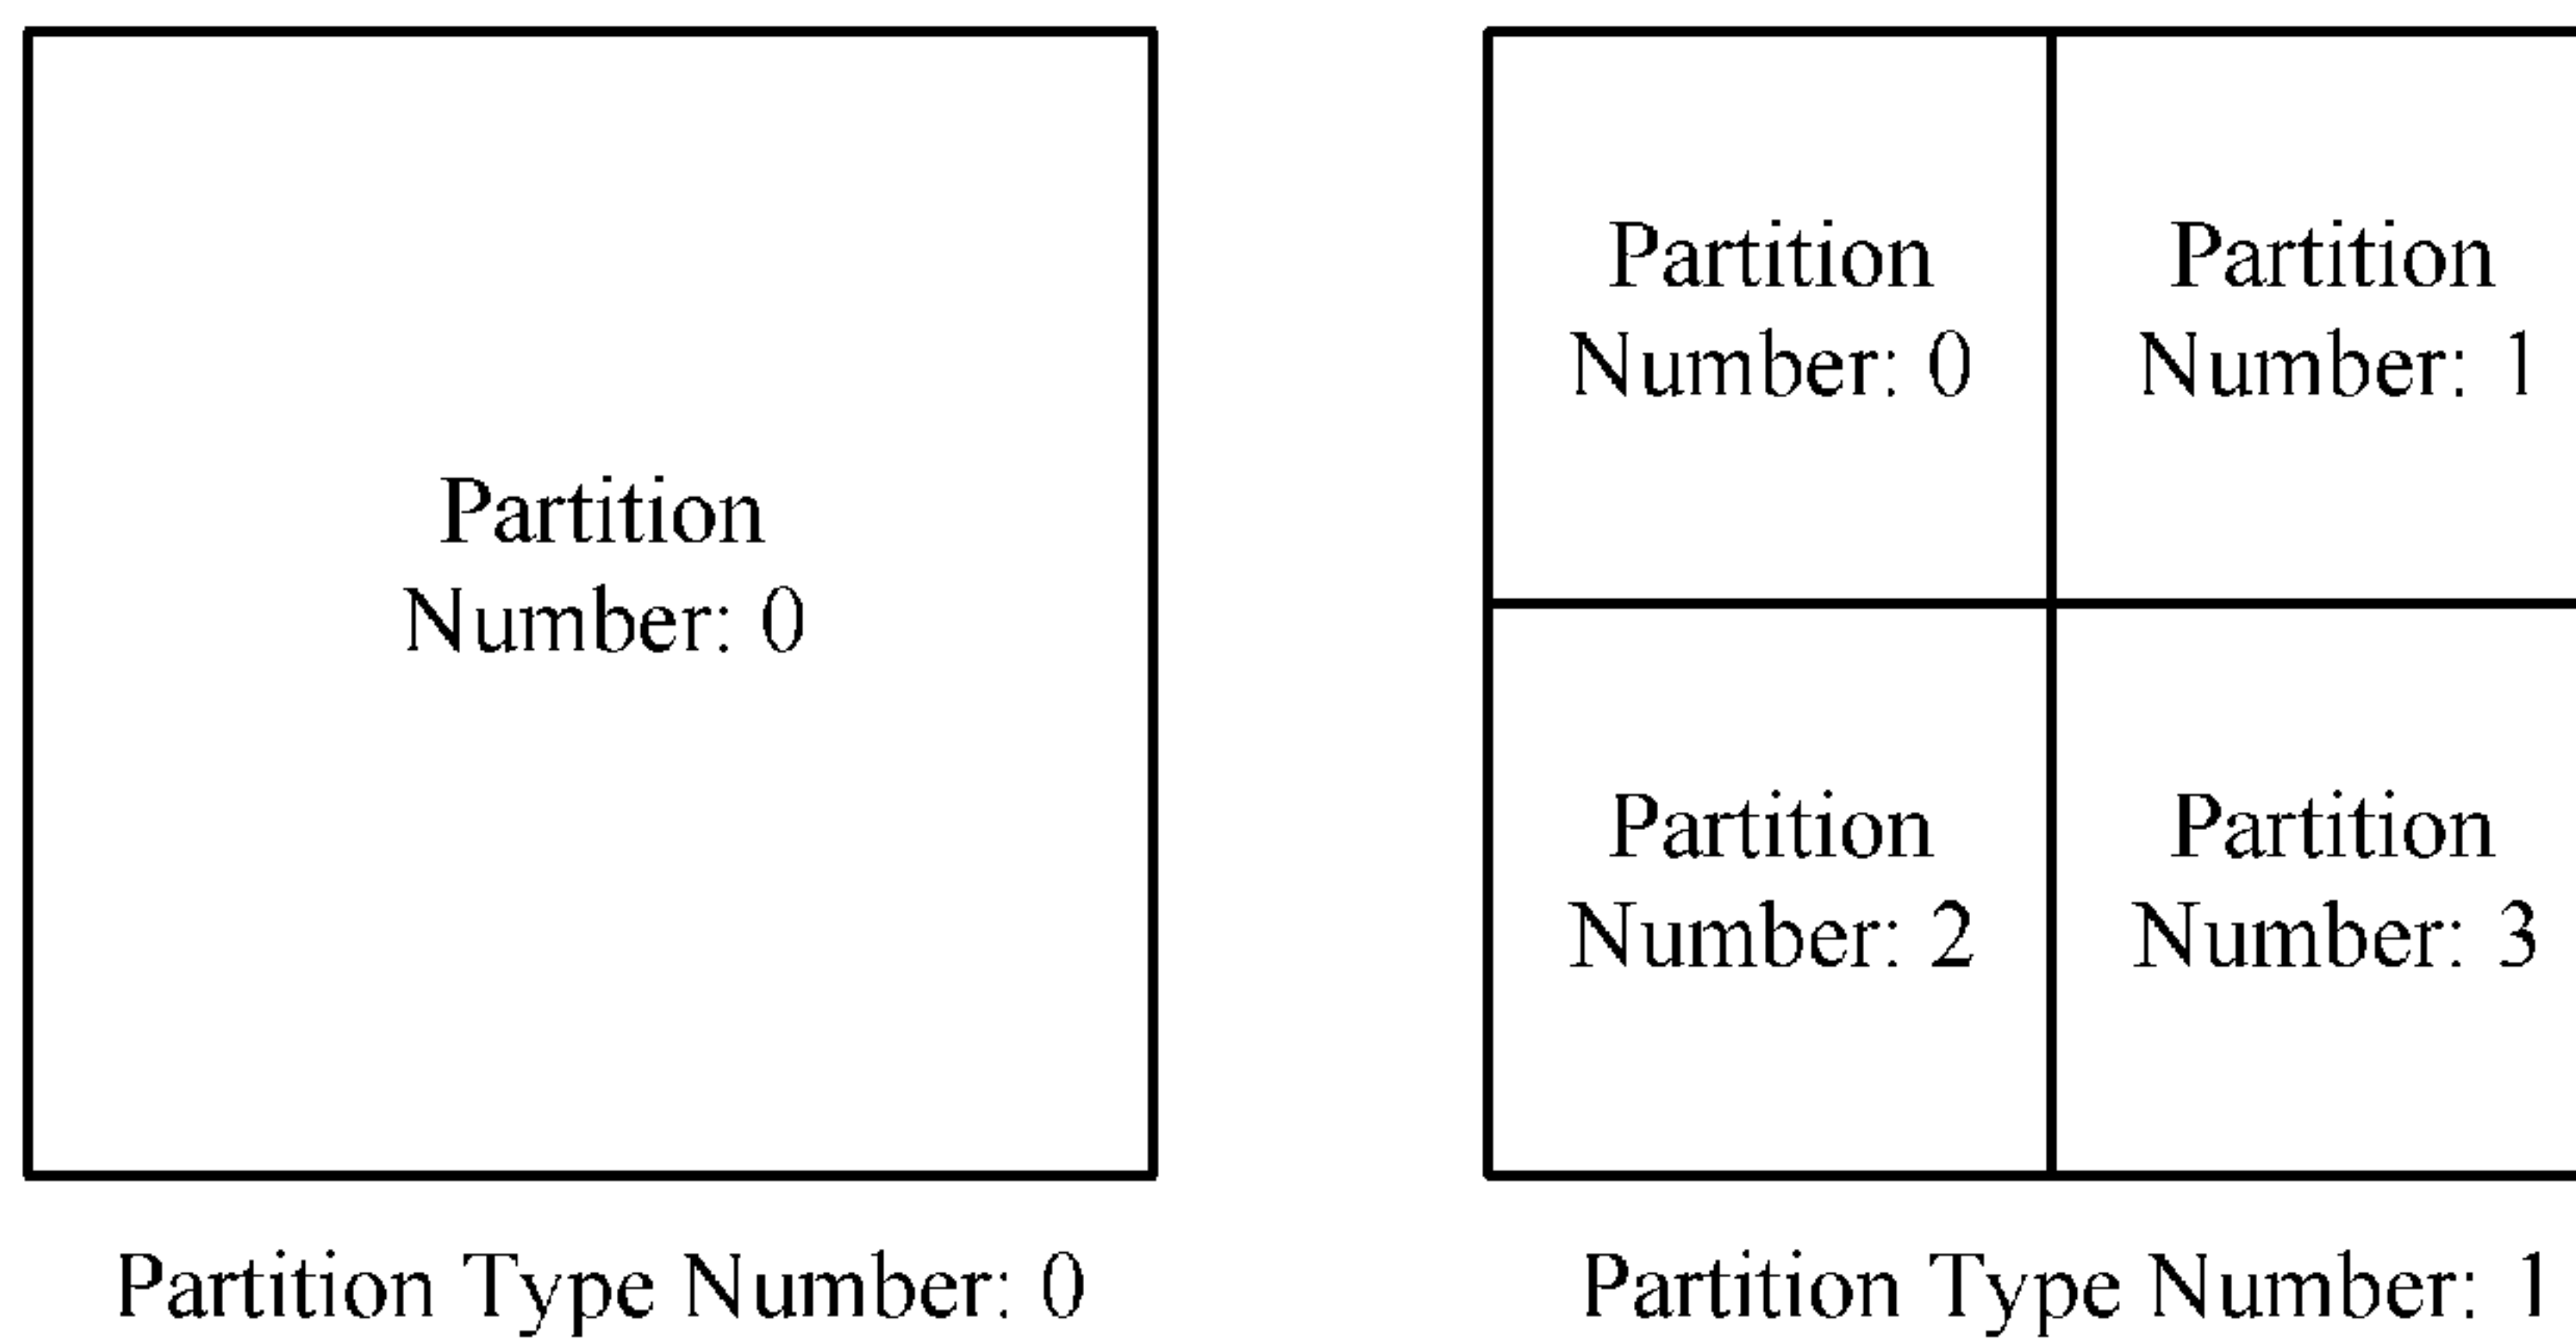 Partition
Number: 0
Partition Type Number: 0
Partition
Number: 0
Partition
Number: 1
Partition
Number: 2
Partition
Number: 3
Partition Type Number: 1